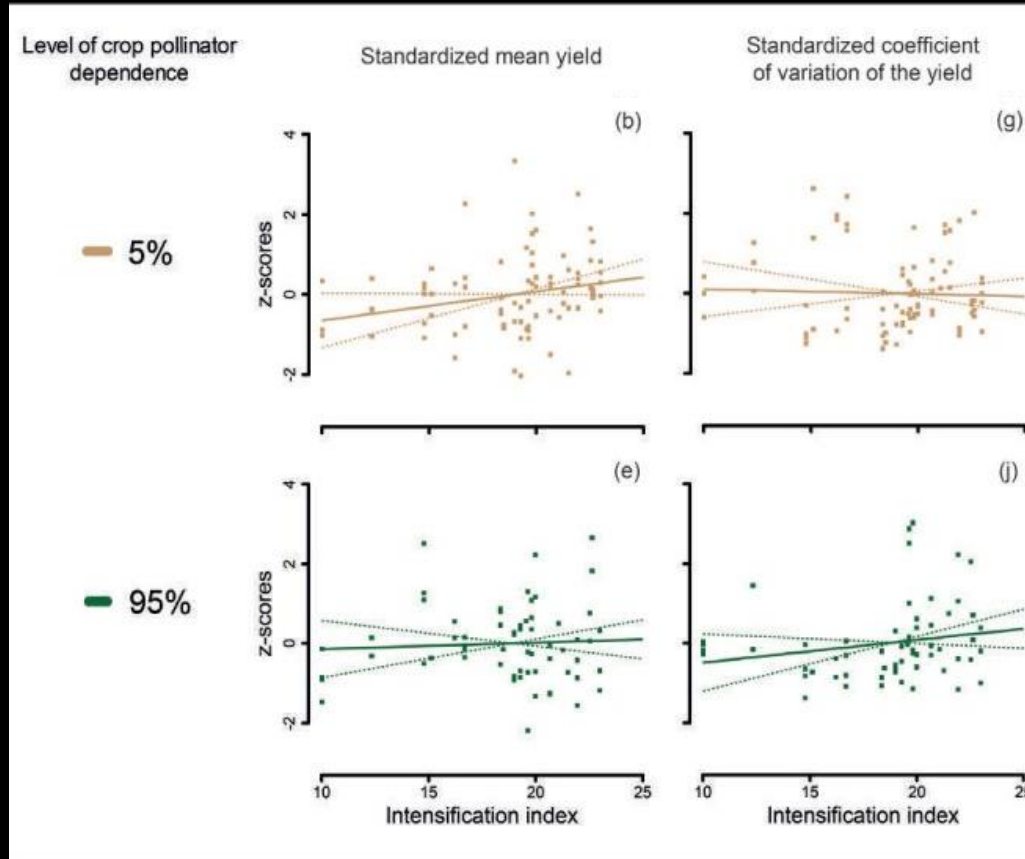 Level of crop pollinator
dependence
Standardized mean yield
Standardized coefficient
of variation of the yield
5%
(b)
z-scores
4
2
0
-2
(g)
95%
(e)
z-scores
4
2
0
-2
10
15
20
25
Intensification index
(j)
10
15
20
25
Intensification index